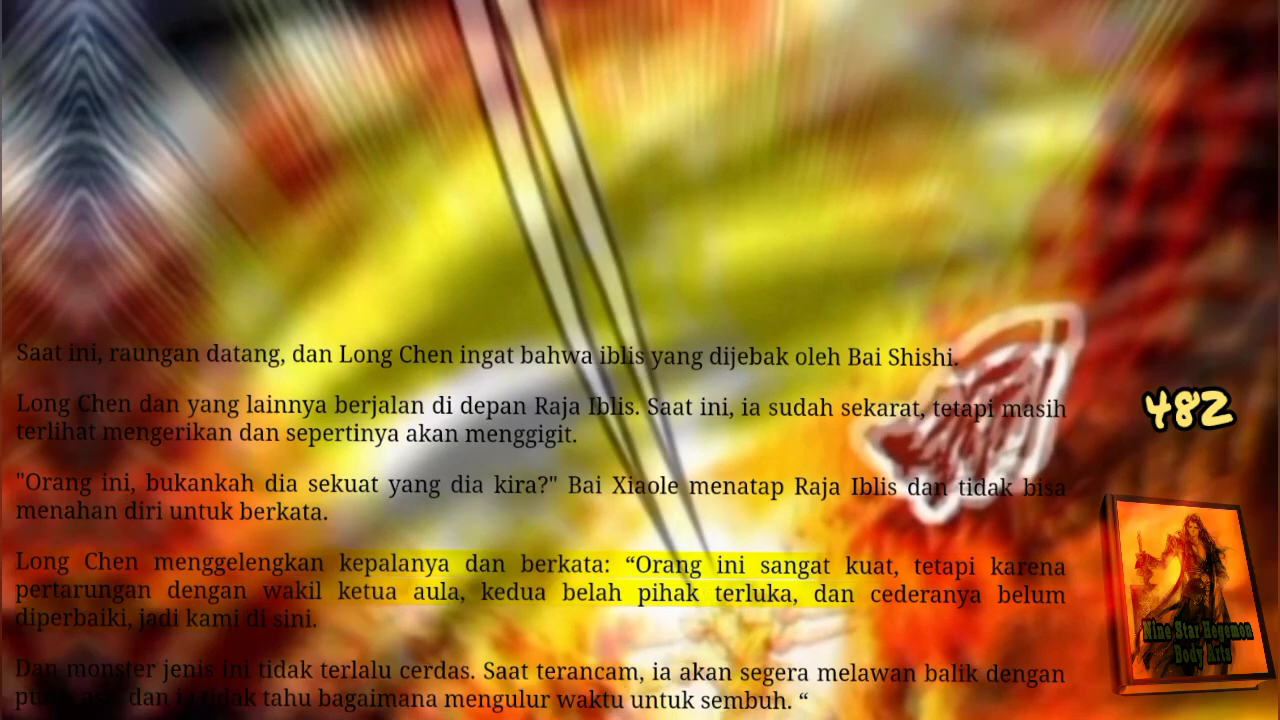 Saat ini, raungan datang, dan Long Chen ingat bahwa iblis yang dijebak oleh Bai Shishi.
Long Chen dan yang lainnya berjalan di depan Raja Iblis. Saat ini, ia sudah sekarat, tetapi masih
terlihat mengerikan dan sepertinya akan menggigit.
"Orang ini, bukankah dia sekuat yang dia kira?" Bai Xiaole menatap Raja Iblis dan tidak bisa
menahan diri untuk berkata.
Long Chen menggelengkan kepalanya dan berkata: “Orang ini sangat kuat, tetapi karena
pertarungan dengan wakil ketua aula, kedua belah pihak terluka, dan cederanya belum
diperbaiki, jadi kami di sini.
Dan monster jenis ini tidak terlalu cerdas. Saat terancam, ia akan segera melawan balik dengan
dan ia tidak tahu bagaimana mengulur waktu untuk sembuh. “
482
Nine Star Hegemon
Body Arts